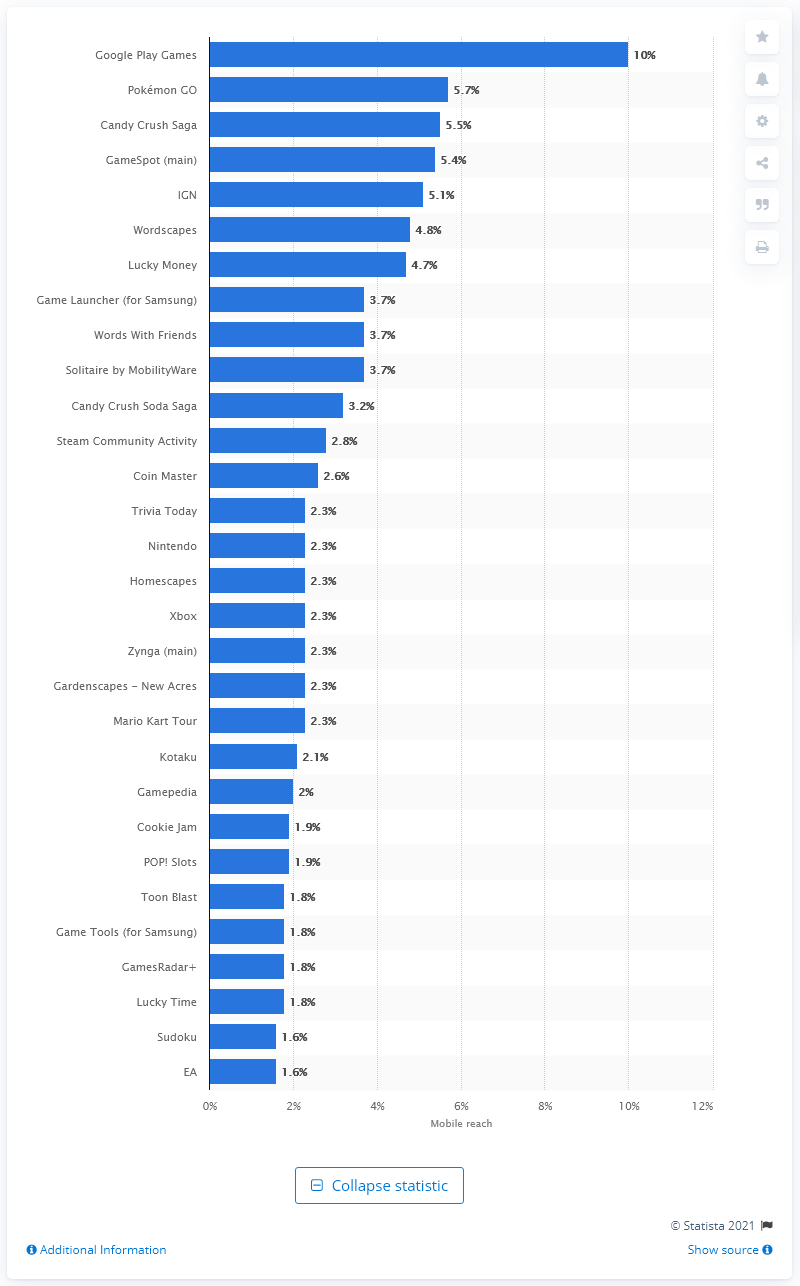 Google Play Games 10%
Pokémon GO 5.7%
Candy Crush Saga 5.5%
GameSpot (main) 5.4%
IGN 5.1%
Wordscapes 4.8%
Lucky Money 4.7%
Game Launcher (for Samsung) 3.7%
Words With Friends 3.7%
Solitaire by MobilityWare 3.7%
Candy Crush Soda Saga 3.2%
Steam Community Activity 2.8%
Coin Master 2.6%
Trivia Today 2.3%
Nintendo 2.3%
Homescapes 2.3%
Xbox 2.3%
Zynga (main) 2.3%
Gardenscapes - New Acres 2.3%
Mario Kart Tour 2.3%
Kotaku 2.1%
Gamepedia 2%
Cookie Jam 1.9%
POP! Slots 1.9%
Toon Blast 1.8%
Game Tools (for Samsung) 1.8%
GamesRadar+ 1.8%
Lucky Time 1.8%
Sudoku 1.6%
EA 1.6%
0% 2% 4% 6% 8% 10% 12%
Mobile reach
Collapse statistic
© Statista 2021
Additional Information Show source